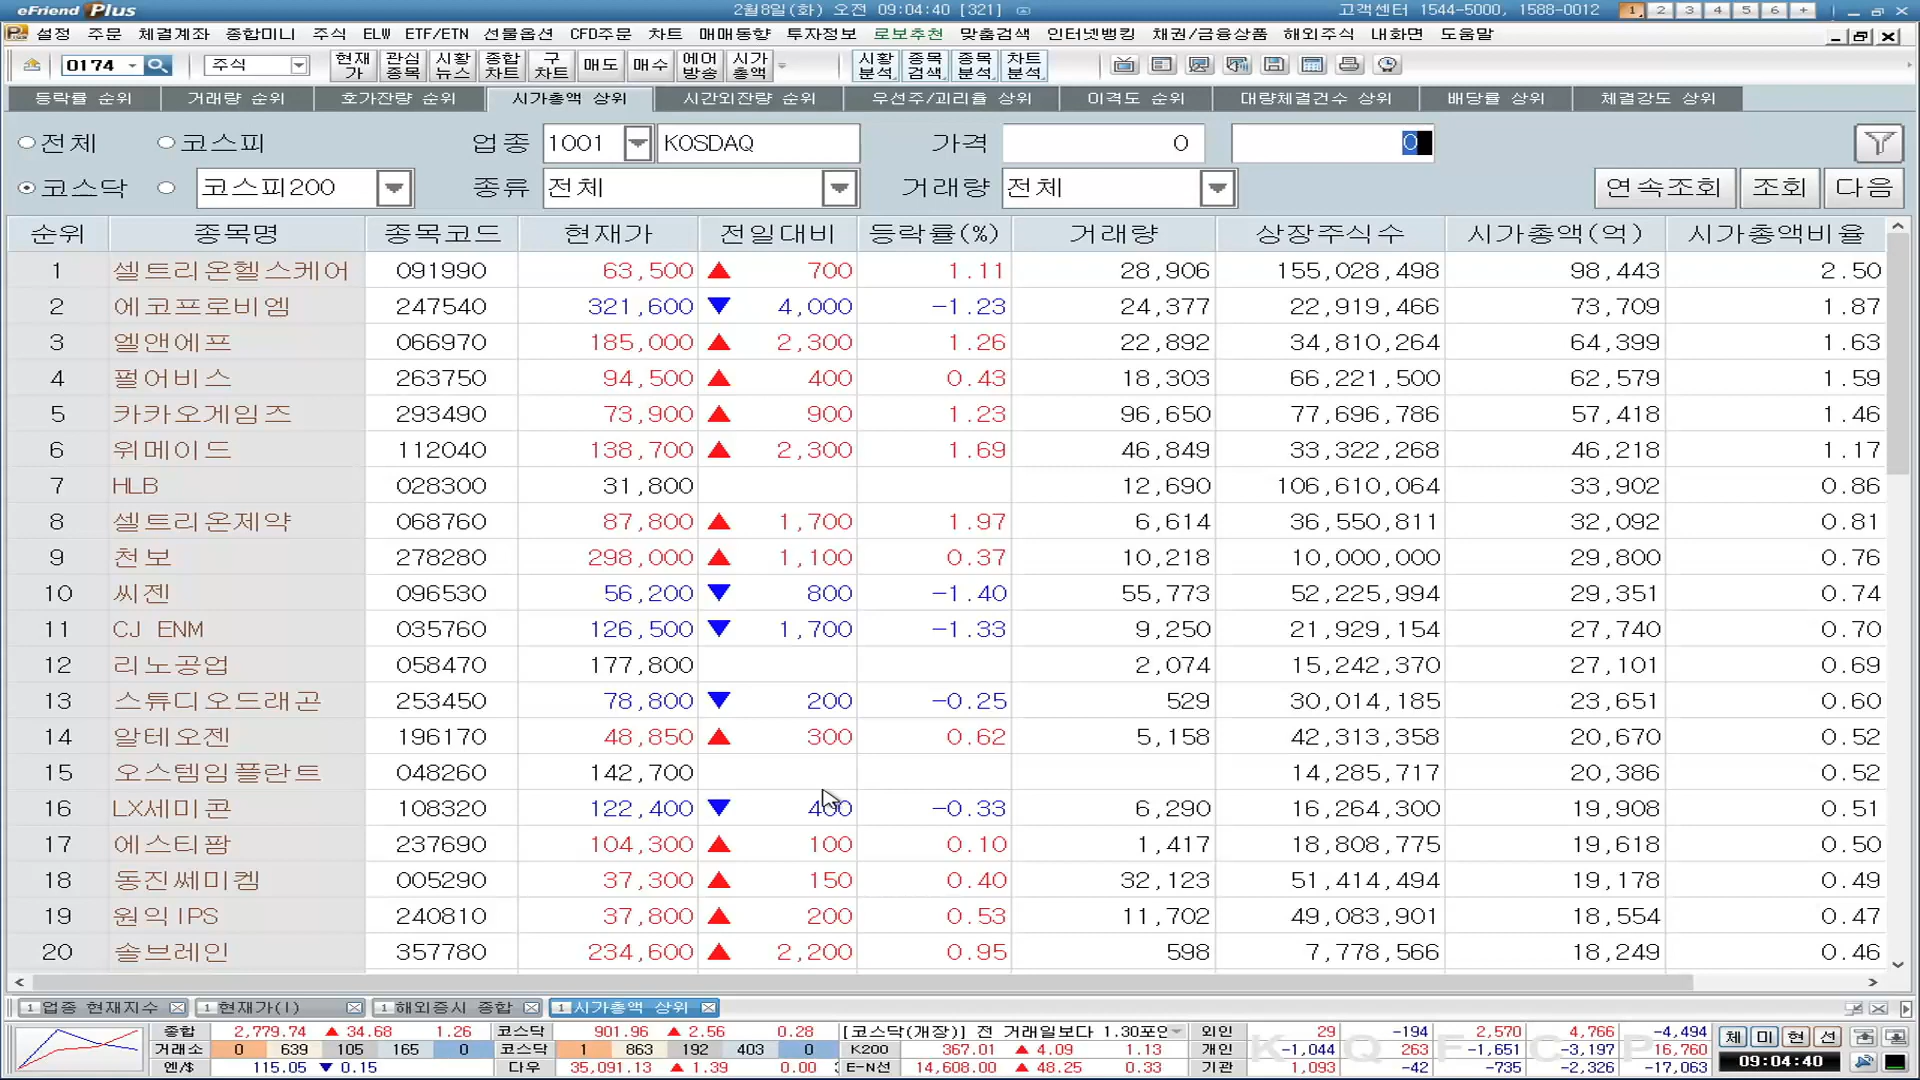 eFriend Plus 2월8일(화) 오전 09:04:40 [321] 고객센터 1544-5000, 1588-0012 1 2 3 4 5 6 +
설정 주문 체결계좌 종합미니 주식 ELW ETF/ETN 선물옵션 CFD주문 차트 매매동향 투자정보 로보추천 맞춤검색 인터넷뱅킹 채권/금융상품 해외주식 내화면 도움말
0174 주식 현재가 관심종목 시황뉴스 종합차트 구차트 매도 매수 에어방송 시가총액 시황분석 종목검색 종목분석 차트분석
등락률 순위 거래량 순위 호가잔량 순위 시가총액 상위 시간외잔량 순위 우선주/괴리율 상위 이격도 순위 대량체결건수 상위 배당률 상위 체결강도 상위
전체 코스피 업종 1001 KOSDAQ 가격 0 0
코스닥 코스피200 종류 전체 거래량 전체 연속조회 조회 다음
순위 종목명 종목코드 현재가 전일대비 등락률(%) 거래량 상장주식수 시가총액(억) 시가총액비율
1 셀트리온헬스케어 091990 63,500 ▲ 700 1.11 28,906 155,028,498 98,443 2.50
2 에코프로비엠 247540 321,600 ▼ 4,000 -1.23 24,377 22,919,466 73,709 1.87
3 엘앤에프 066970 185,000 ▲ 2,300 1.26 22,892 34,810,264 64,399 1.63
4 펄어비스 263750 94,500 ▲ 400 0.43 18,303 66,221,500 62,579 1.59
5 카카오게임즈 293490 73,900 ▲ 900 1.23 96,650 77,696,786 57,418 1.46
6 위메이드 112040 138,700 ▲ 2,300 1.69 46,849 33,322,268 46,218 1.17
7 HLB 028300 31,800 12,690 106,610,064 33,902 0.86
8 셀트리온제약 068760 87,800 ▲ 1,700 1.97 6,614 36,550,811 32,092 0.81
9 천보 278280 298,000 ▲ 1,100 0.37 10,218 10,000,000 29,800 0.76
10 씨젠 096530 56,200 ▼ 800 -1.40 55,773 52,225,994 29,351 0.74
11 CJ ENM 035760 126,500 ▼ 1,700 -1.33 9,250 21,929,154 27,740 0.70
12 리노공업 058470 177,800 2,074 15,242,370 27,101 0.69
13 스튜디오드래곤 253450 78,800 ▼ 200 -0.25 529 30,014,185 23,651 0.60
14 알테오젠 196170 48,850 ▲ 300 0.62 5,158 42,313,358 20,670 0.52
15 오스템임플란트 048260 142,700 14,285,717 20,386 0.52
16 LX세미콘 108320 122,400 ▼ 400 -0.33 6,290 16,264,300 19,908 0.51
17 에스티팜 237690 104,300 ▲ 100 0.10 1,417 18,808,775 19,618 0.50
18 동진쎄미켐 005290 37,300 ▲ 150 0.40 32,123 51,414,494 19,178 0.49
19 원익IPS 240810 37,800 ▲ 200 0.53 11,702 49,083,901 18,554 0.47
20 솔브레인 357780 234,600 ▲ 2,200 0.95 598 7,778,566 18,249 0.46
1 업종 현재지수 1 현재가(I) 1 해외증시 종합 1 시가총액 상위
종합 2,779.74 ▲ 34.68 1.26 코스닥 901.96 ▲ 2.56 0.28 [코스닥(개장)] 전 거래일보다 1.30포인 외인 29 -194 2,570 4,766 -4,494 체 미 현 선
거래소 0 639 105 165 0 코스닥 1 863 192 403 0 K200 367.01 ▲ 4.09 1.13 개인 -1,044 263 -1,651 -3,197 16,760
엔/$ 115.05 ▼ 0.15 다우 35,091.13 ▲ 1.39 0.00 E-N선 14,608.00 ▲ 48.25 0.33 기관 1,093 -42 -735 -2,326 -17,063 09:04:40
K Q F C P